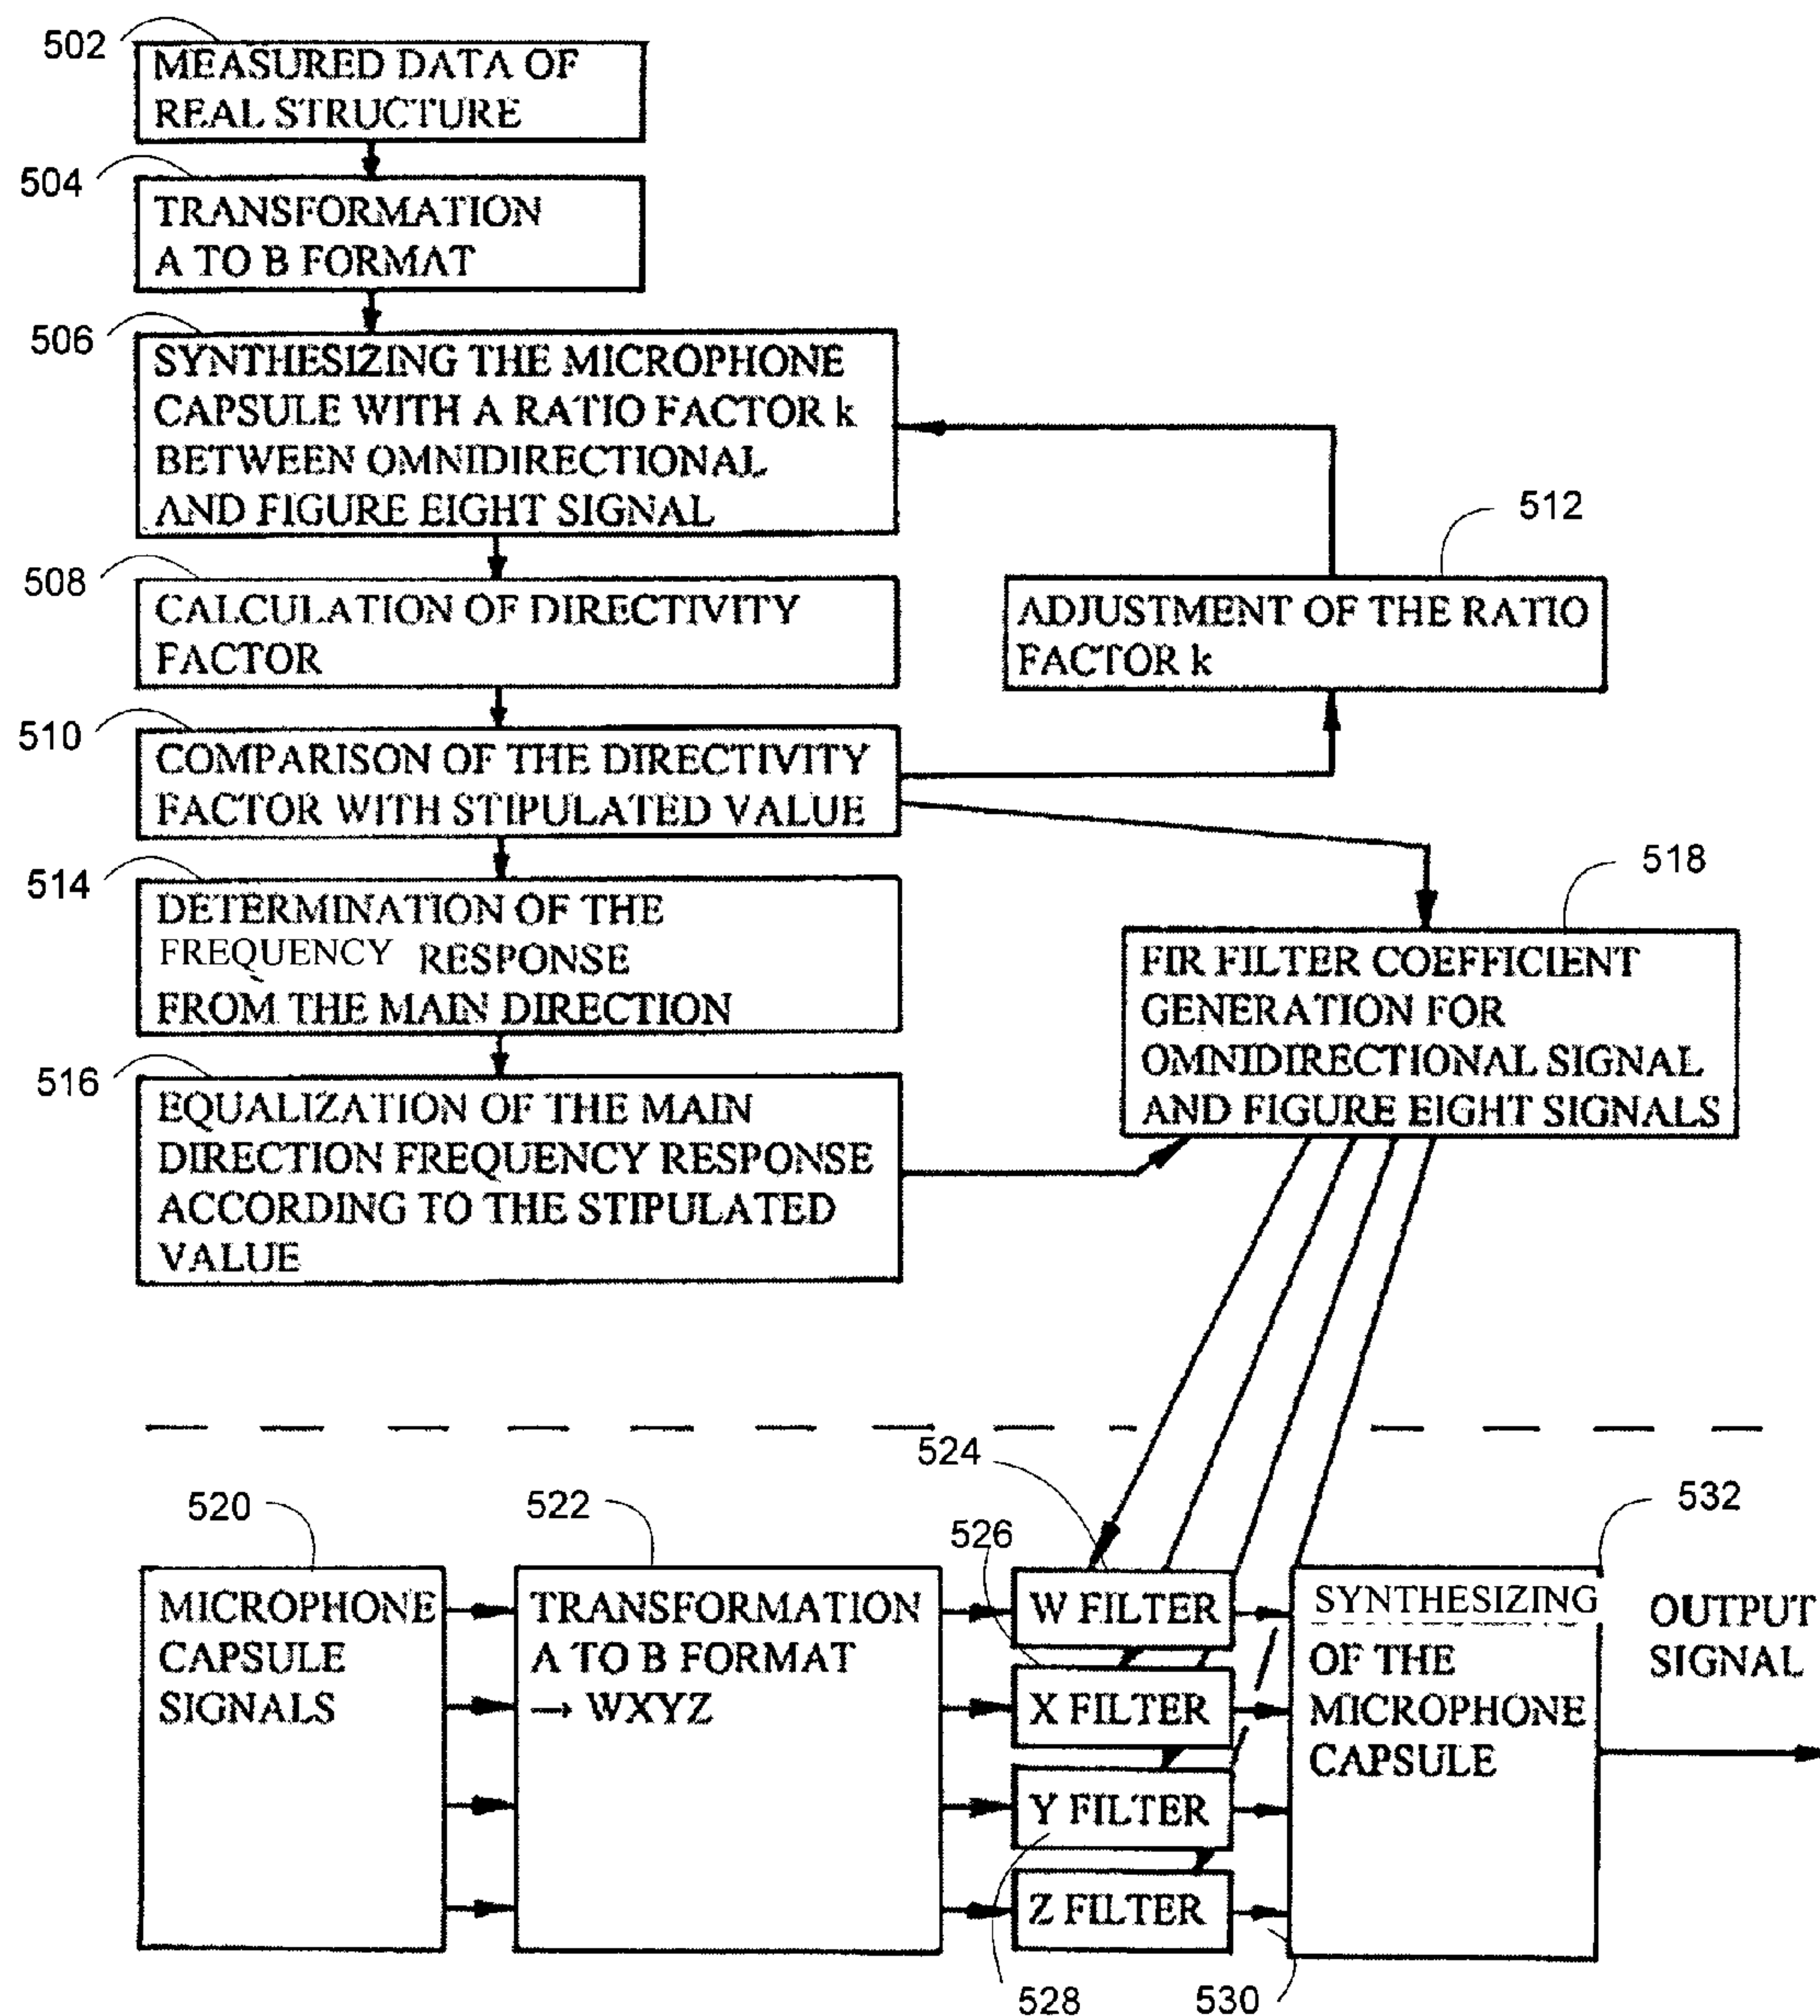 502
MEASURED DATA OF
REAL STRUCTURE
504
TRANSFORMATION
A TO B FORMAT
506
SYNTHESIZING THE MICROPHONE
CAPSULE WITH A RATIO FACTOR k
BETWEEN OMNIDIRECTIONAL
AND FIGURE EIGHT SIGNAL
508
CALCULATION OF DIRECTIVITY
FACTOR
512
ADJUSTMENT OF THE RATIO
FACTOR k
510
COMPARISON OF THE DIRECTIVITY
FACTOR WITH STIPULATED VALUE
514
DETERMINATION OF THE
FREQUENCY RESPONSE
FROM THE MAIN DIRECTION
518
FIR FILTER COEFFICIENT
GENERATION FOR
OMNIDIRECTIONAL SIGNAL
AND FIGURE EIGHT SIGNALS
516
EQUALIZATION OF THE MAIN
DIRECTION FREQUENCY RESPONSE
ACCORDING TO THE STIPULATED
VALUE
520
MICROPHONE
CAPSULE
SIGNALS
522
TRANSFORMATION
A TO B FORMAT
→ WXYZ
524
W FILTER
526
X FILTER
Y FILTER
528
Z FILTER
530
532
SYNTHESIZING
OF THE
MICROPHONE
CAPSULE
OUTPUT
SIGNAL